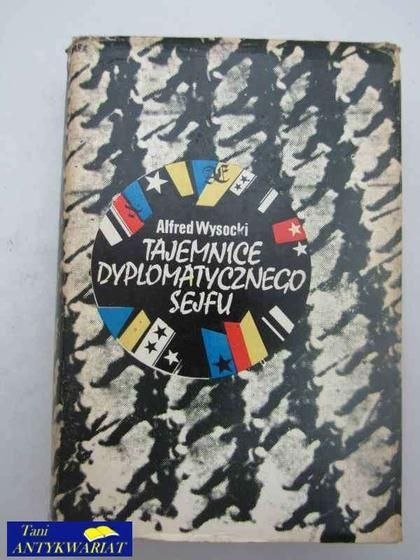 Alfred Wysocki
TAJEMNICE
DYPLOMATYCZNEGO
SEJFU
Tani
ANTYKWARIAT